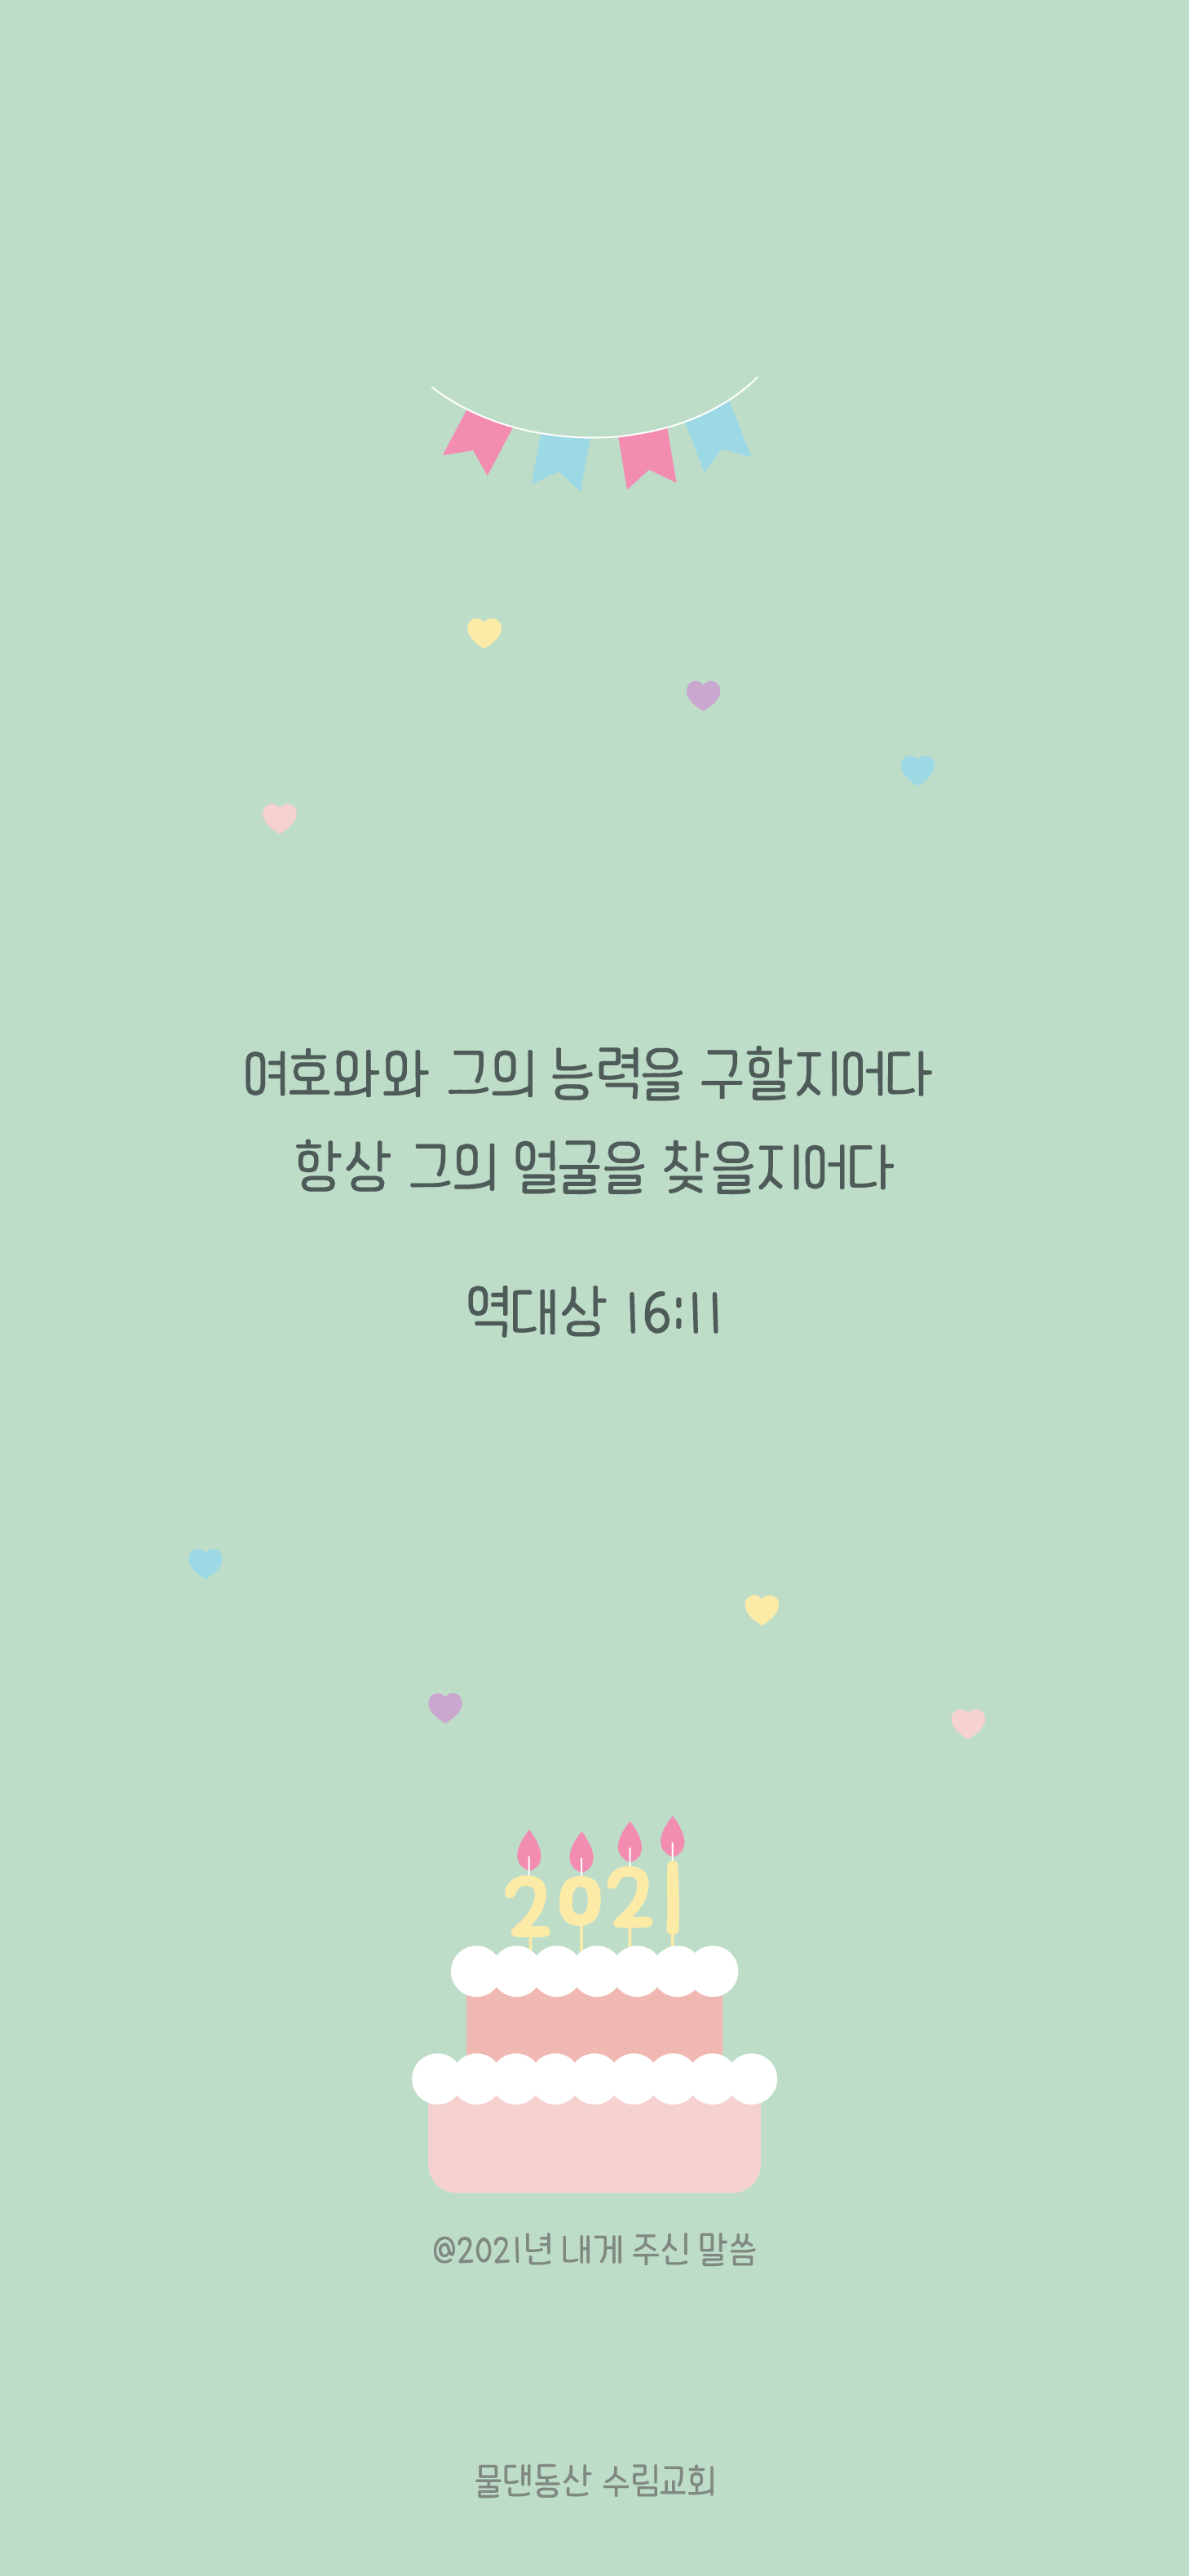 여호와와 그의 능력을 구할지어다
항상 그의 얼굴을 찾을지어다
역대상 16:11
2021
@2021년 내게 주신 말씀
물댄동산 수림교회